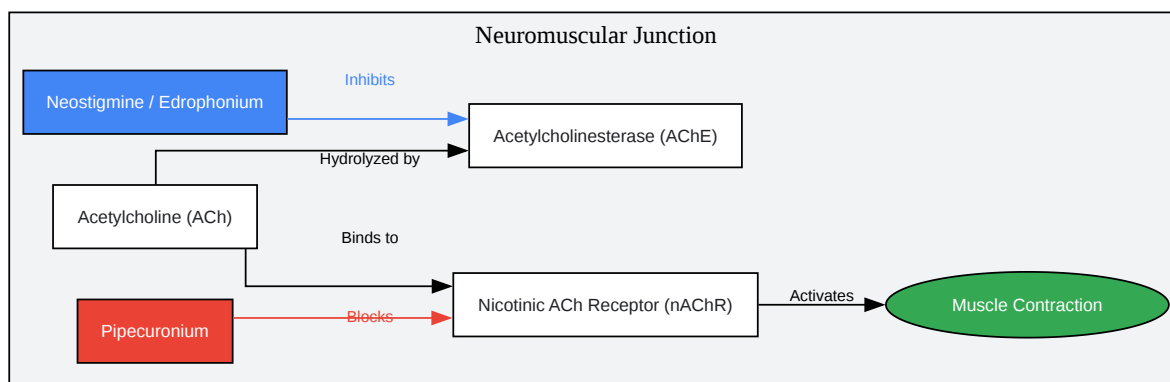 Neuromuscular Junction
Neostigmine / Edrophonium
Inhibits
Acetylcholinesterase (AChE)
Hydrolyzed by
Acetylcholine (ACh)
Binds to
Nicotinic ACh Receptor (nAChR)
Activates
Muscle Contraction
Pipecuronium
Blocks